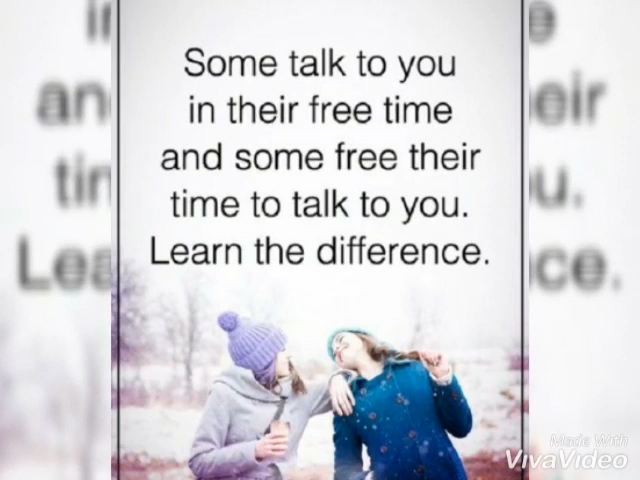 Some talk to you
in their free time
and some free their
time to talk to you.
Learn the difference.
Made With
VivaVideo